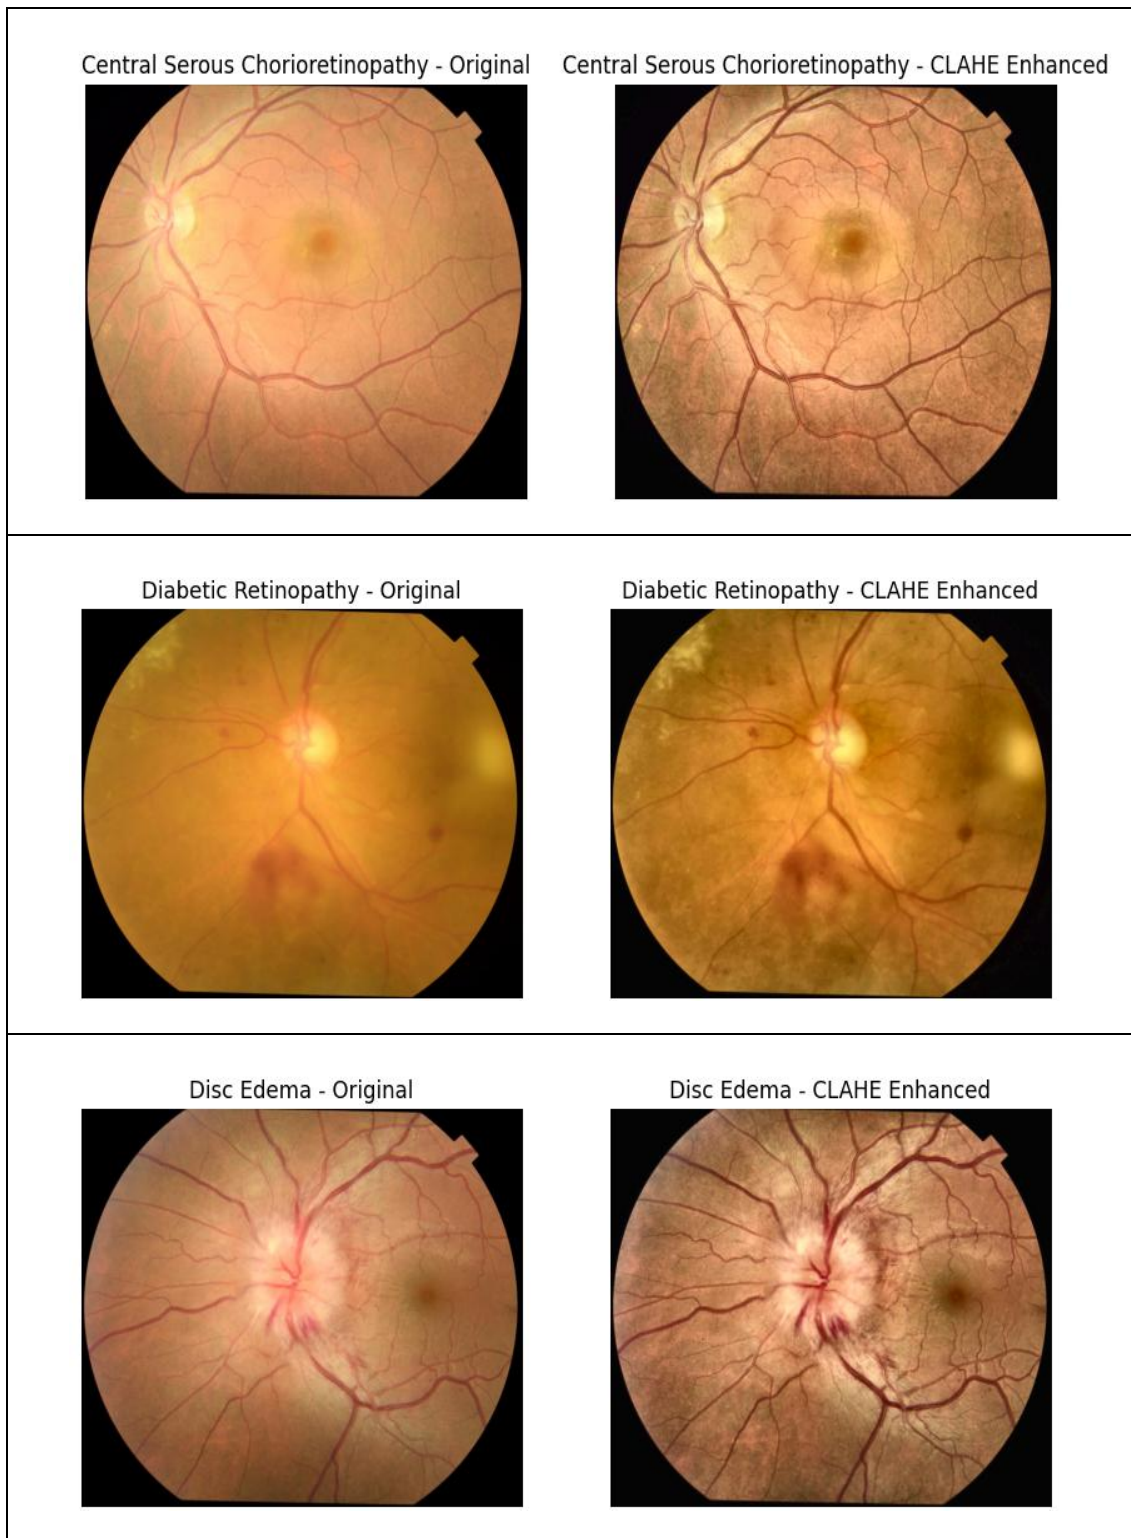 Central Serous Chorioretinopathy - Original
Central Serous Chorioretinopathy - CLAHE Enhanced
Diabetic Retinopathy - Original
Diabetic Retinopathy - CLAHE Enhanced
Disc Edema - Original
Disc Edema - CLAHE Enhanced